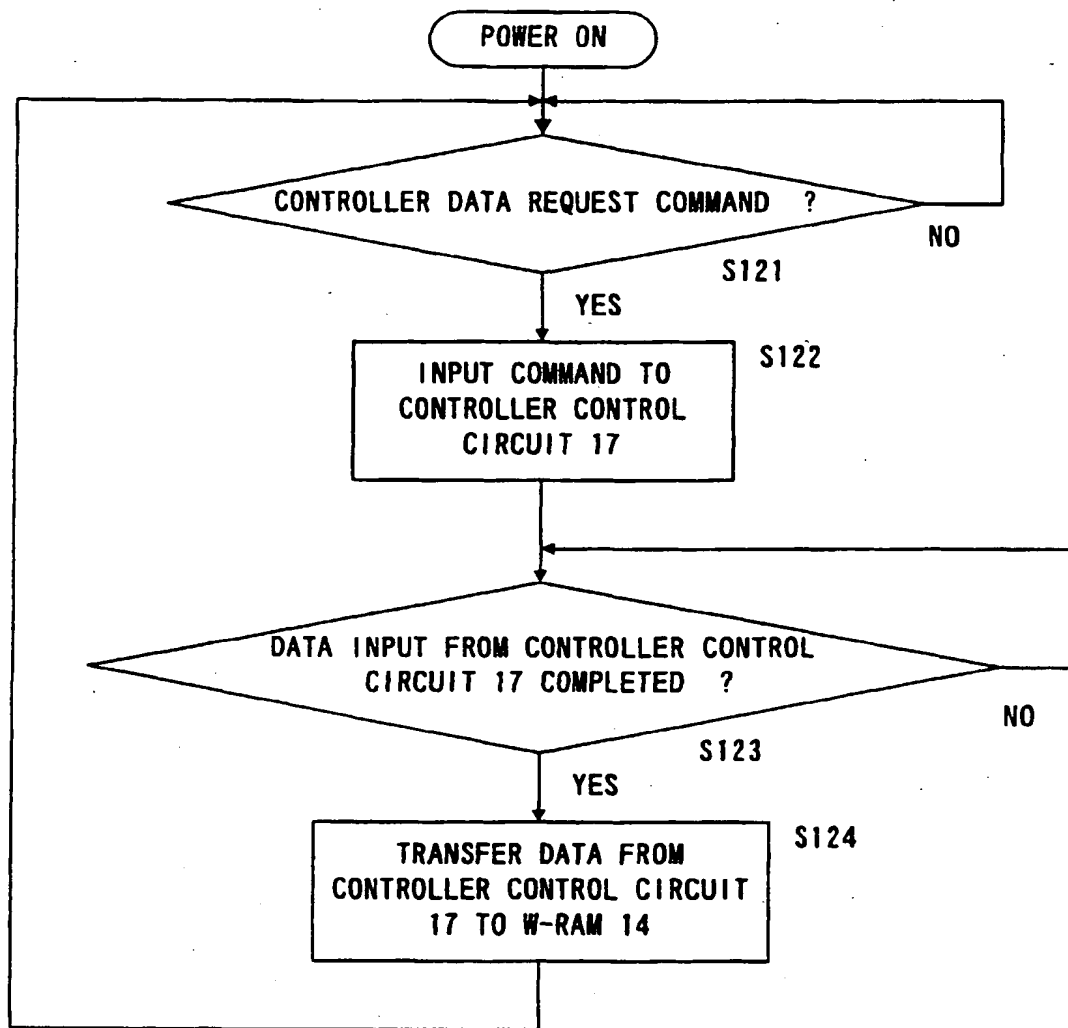 POWER ON
CONTROLLER DATA REQUEST COMMAND ?
NO
S121
YES
S122
INPUT COMMAND TO
CONTROLLER CONTROL
CIRCUIT 17
DATA INPUT FROM CONTROLLER CONTROL
CIRCUIT 17 COMPLETED ?
NO
S123
YES
S124
TRANSFER DATA FROM
CONTROLLER CONTROL CIRCUIT
17 TO W-RAM 14